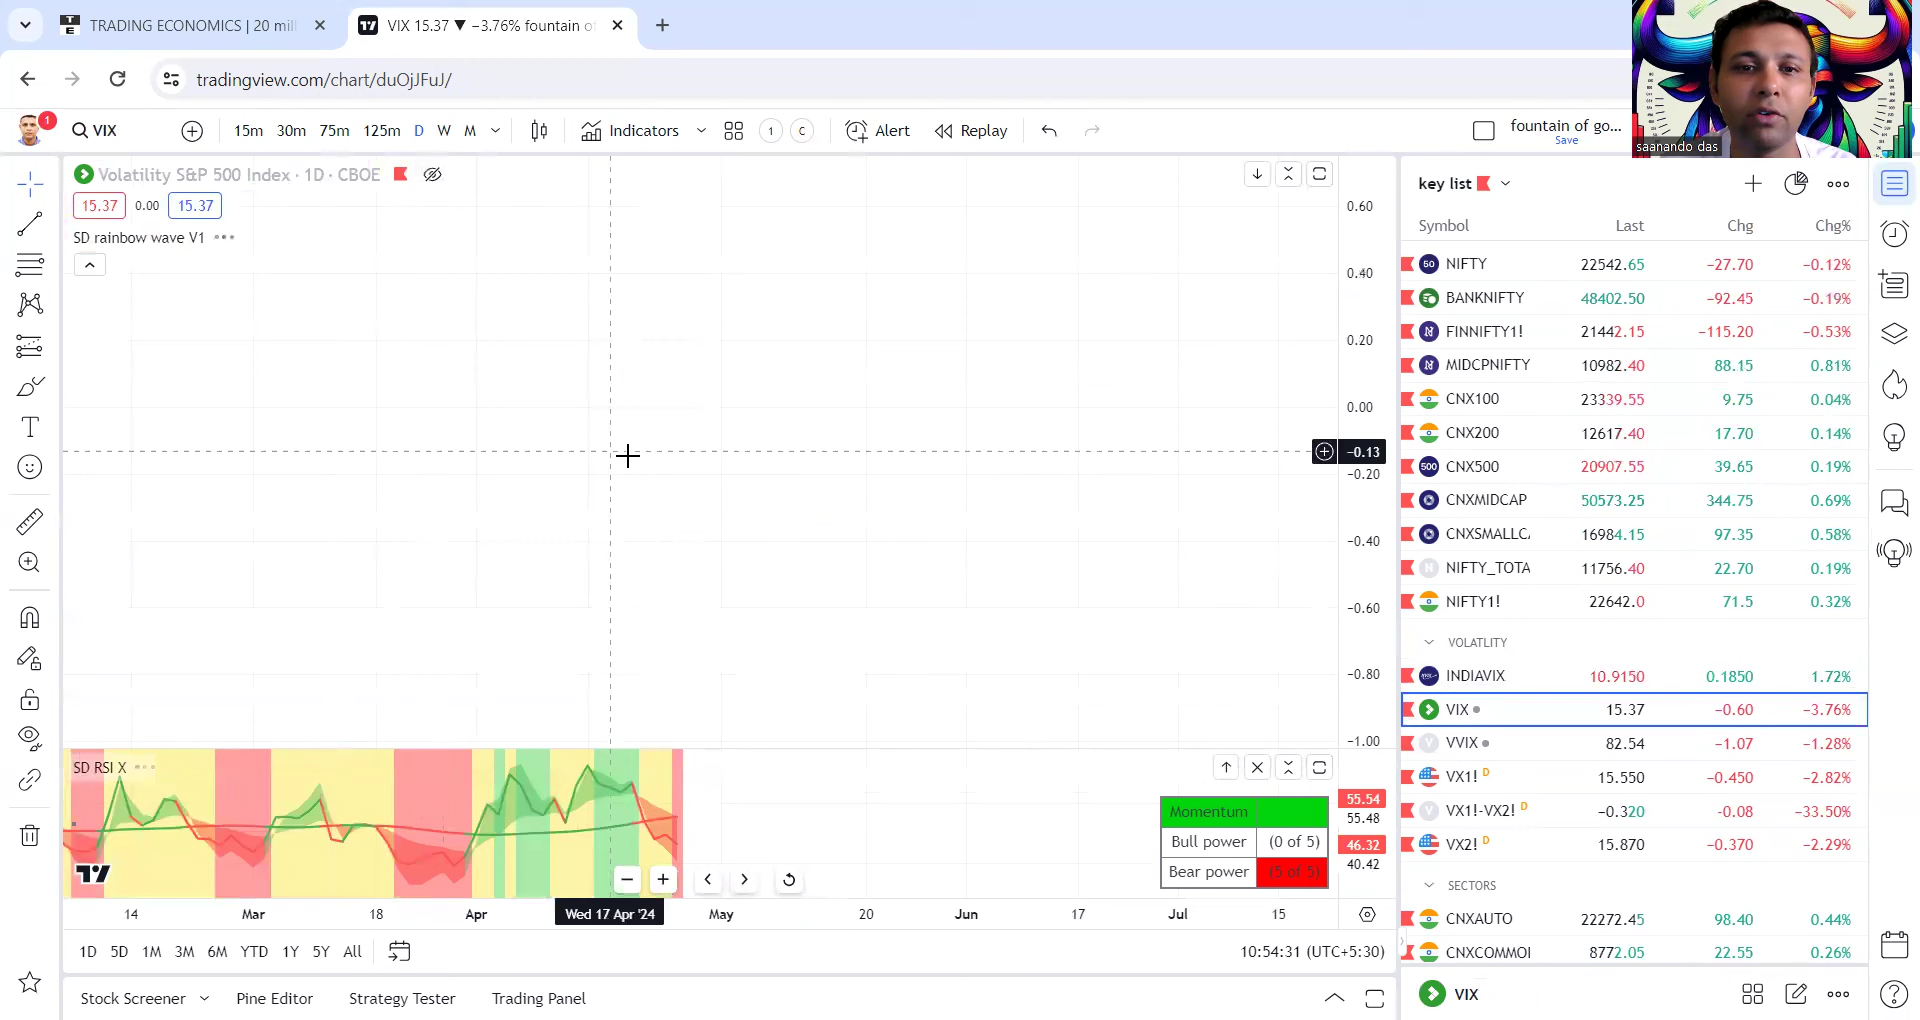 TRADING ECONOMICS | 20 mil
VIX 15.37 ▼ −3.76% fountain o
tradingview.com/chart/duOjJFuJ/
1
VIX
15m 30m 75m 125m D W M
Indicators
1
C
Alert
Replay
fountain of go...
Save
saanando das
Volatility S&P 500 Index · 1D · CBOE
15.37 0.00 15.37
SD rainbow wave V1
0.60
0.40
0.20
0.00
−0.13
−0.20
−0.40
−0.60
−0.80
−1.00
SD RSI X
Momentum
Bull power (0 of 5)
Bear power (5 of 5)
55.54
55.48
46.32
40.42
14 Mar 18 Apr Wed 17 Apr '24 May 20 Jun 17 Jul 15
1D 5D 1M 3M 6M YTD 1Y 5Y All
10:54:31 (UTC+5:30)
Stock Screener Pine Editor Strategy Tester Trading Panel
key list
Symbol Last Chg Chg%
50 NIFTY 22542.65 −27.70 −0.12%
BANKNIFTY 48402.50 −92.45 −0.19%
N FINNIFTY1! 21442.15 −115.20 −0.53%
N MIDCPNIFTY 10982.40 88.15 0.81%
CNX100 23339.55 9.75 0.04%
CNX200 12617.40 17.70 0.14%
500 CNX500 20907.55 39.65 0.19%
CNXMIDCAP 50573.25 344.75 0.69%
CNXSMALLC 16984.15 97.35 0.58%
N NIFTY_TOTA 11756.40 22.70 0.19%
NIFTY1! 22642.0 71.5 0.32%
VOLATLITY
INDIAVIX 10.9150 0.1850 1.72%
VIX 15.37 −0.60 −3.76%
V VVIX 82.54 −1.07 −1.28%
VX1! D 15.550 −0.450 −2.82%
V VX1!-VX2! D −0.320 −0.08 −33.50%
VX2! D 15.870 −0.370 −2.29%
SECTORS
CNXAUTO 22272.45 98.40 0.44%
CNXCOMMOI 8772.05 22.55 0.26%
VIX